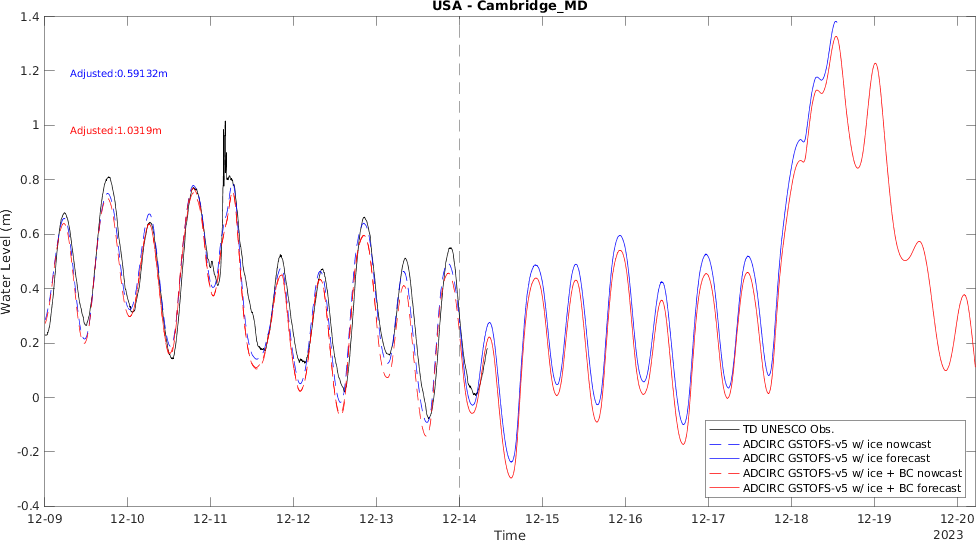 USA - Cambridge_MD
1.4
1.2
1
0.8
0.6
0.4
0.2
0
-0.2
-0.4
Water Level (m)
Adjusted:0.59132m
Adjusted:1.0319m
TD UNESCO Obs.
ADCIRC GSTOFS-v5 w/ ice nowcast
ADCIRC GSTOFS-v5 w/ ice forecast
ADCIRC GSTOFS-v5 w/ ice + BC nowcast
ADCIRC GSTOFS-v5 w/ ice + BC forecast
12-09 12-10 12-11 12-12 12-13 12-14 12-15 12-16 12-17 12-18 12-19 12-20
Time
2023